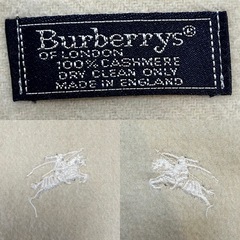 Burberrys®
OF LONDON
100% CASHMERE
DRY CLEAN ONLY
MADE IN ENGLAND